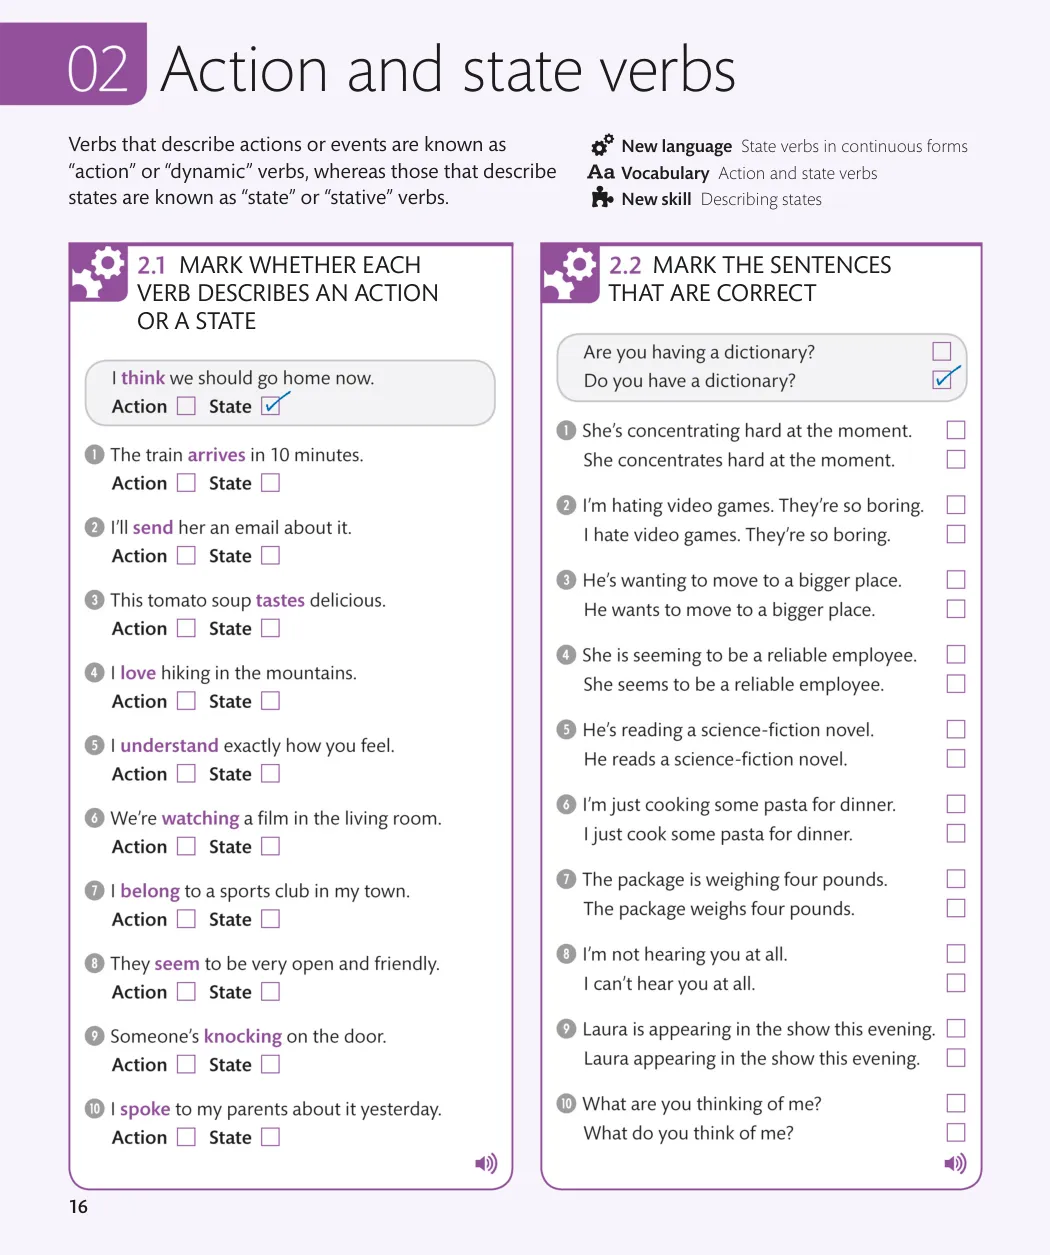 02 Action and state verbs
Verbs that describe actions or events are known as
“action” or “dynamic” verbs, whereas those that describe
states are known as “state” or “stative” verbs.
New language State verbs in continuous forms
Aa Vocabulary Action and state verbs
New skill Describing states
2.1 MARK WHETHER EACH
VERB DESCRIBES AN ACTION
OR A STATE
I think we should go home now.
Action State
1 The train arrives in 10 minutes.
Action State
2 I’ll send her an email about it.
Action State
3 This tomato soup tastes delicious.
Action State
4 I love hiking in the mountains.
Action State
5 I understand exactly how you feel.
Action State
6 We’re watching a film in the living room.
Action State
7 I belong to a sports club in my town.
Action State
8 They seem to be very open and friendly.
Action State
9 Someone’s knocking on the door.
Action State
10 I spoke to my parents about it yesterday.
Action State
2.2 MARK THE SENTENCES
THAT ARE CORRECT
Are you having a dictionary?
Do you have a dictionary?
1 She’s concentrating hard at the moment.
She concentrates hard at the moment.
2 I’m hating video games. They’re so boring.
I hate video games. They’re so boring.
3 He’s wanting to move to a bigger place.
He wants to move to a bigger place.
4 She is seeming to be a reliable employee.
She seems to be a reliable employee.
5 He’s reading a science-fiction novel.
He reads a science-fiction novel.
6 I’m just cooking some pasta for dinner.
I just cook some pasta for dinner.
7 The package is weighing four pounds.
The package weighs four pounds.
8 I’m not hearing you at all.
I can’t hear you at all.
9 Laura is appearing in the show this evening.
Laura appearing in the show this evening.
10 What are you thinking of me?
What do you think of me?
16